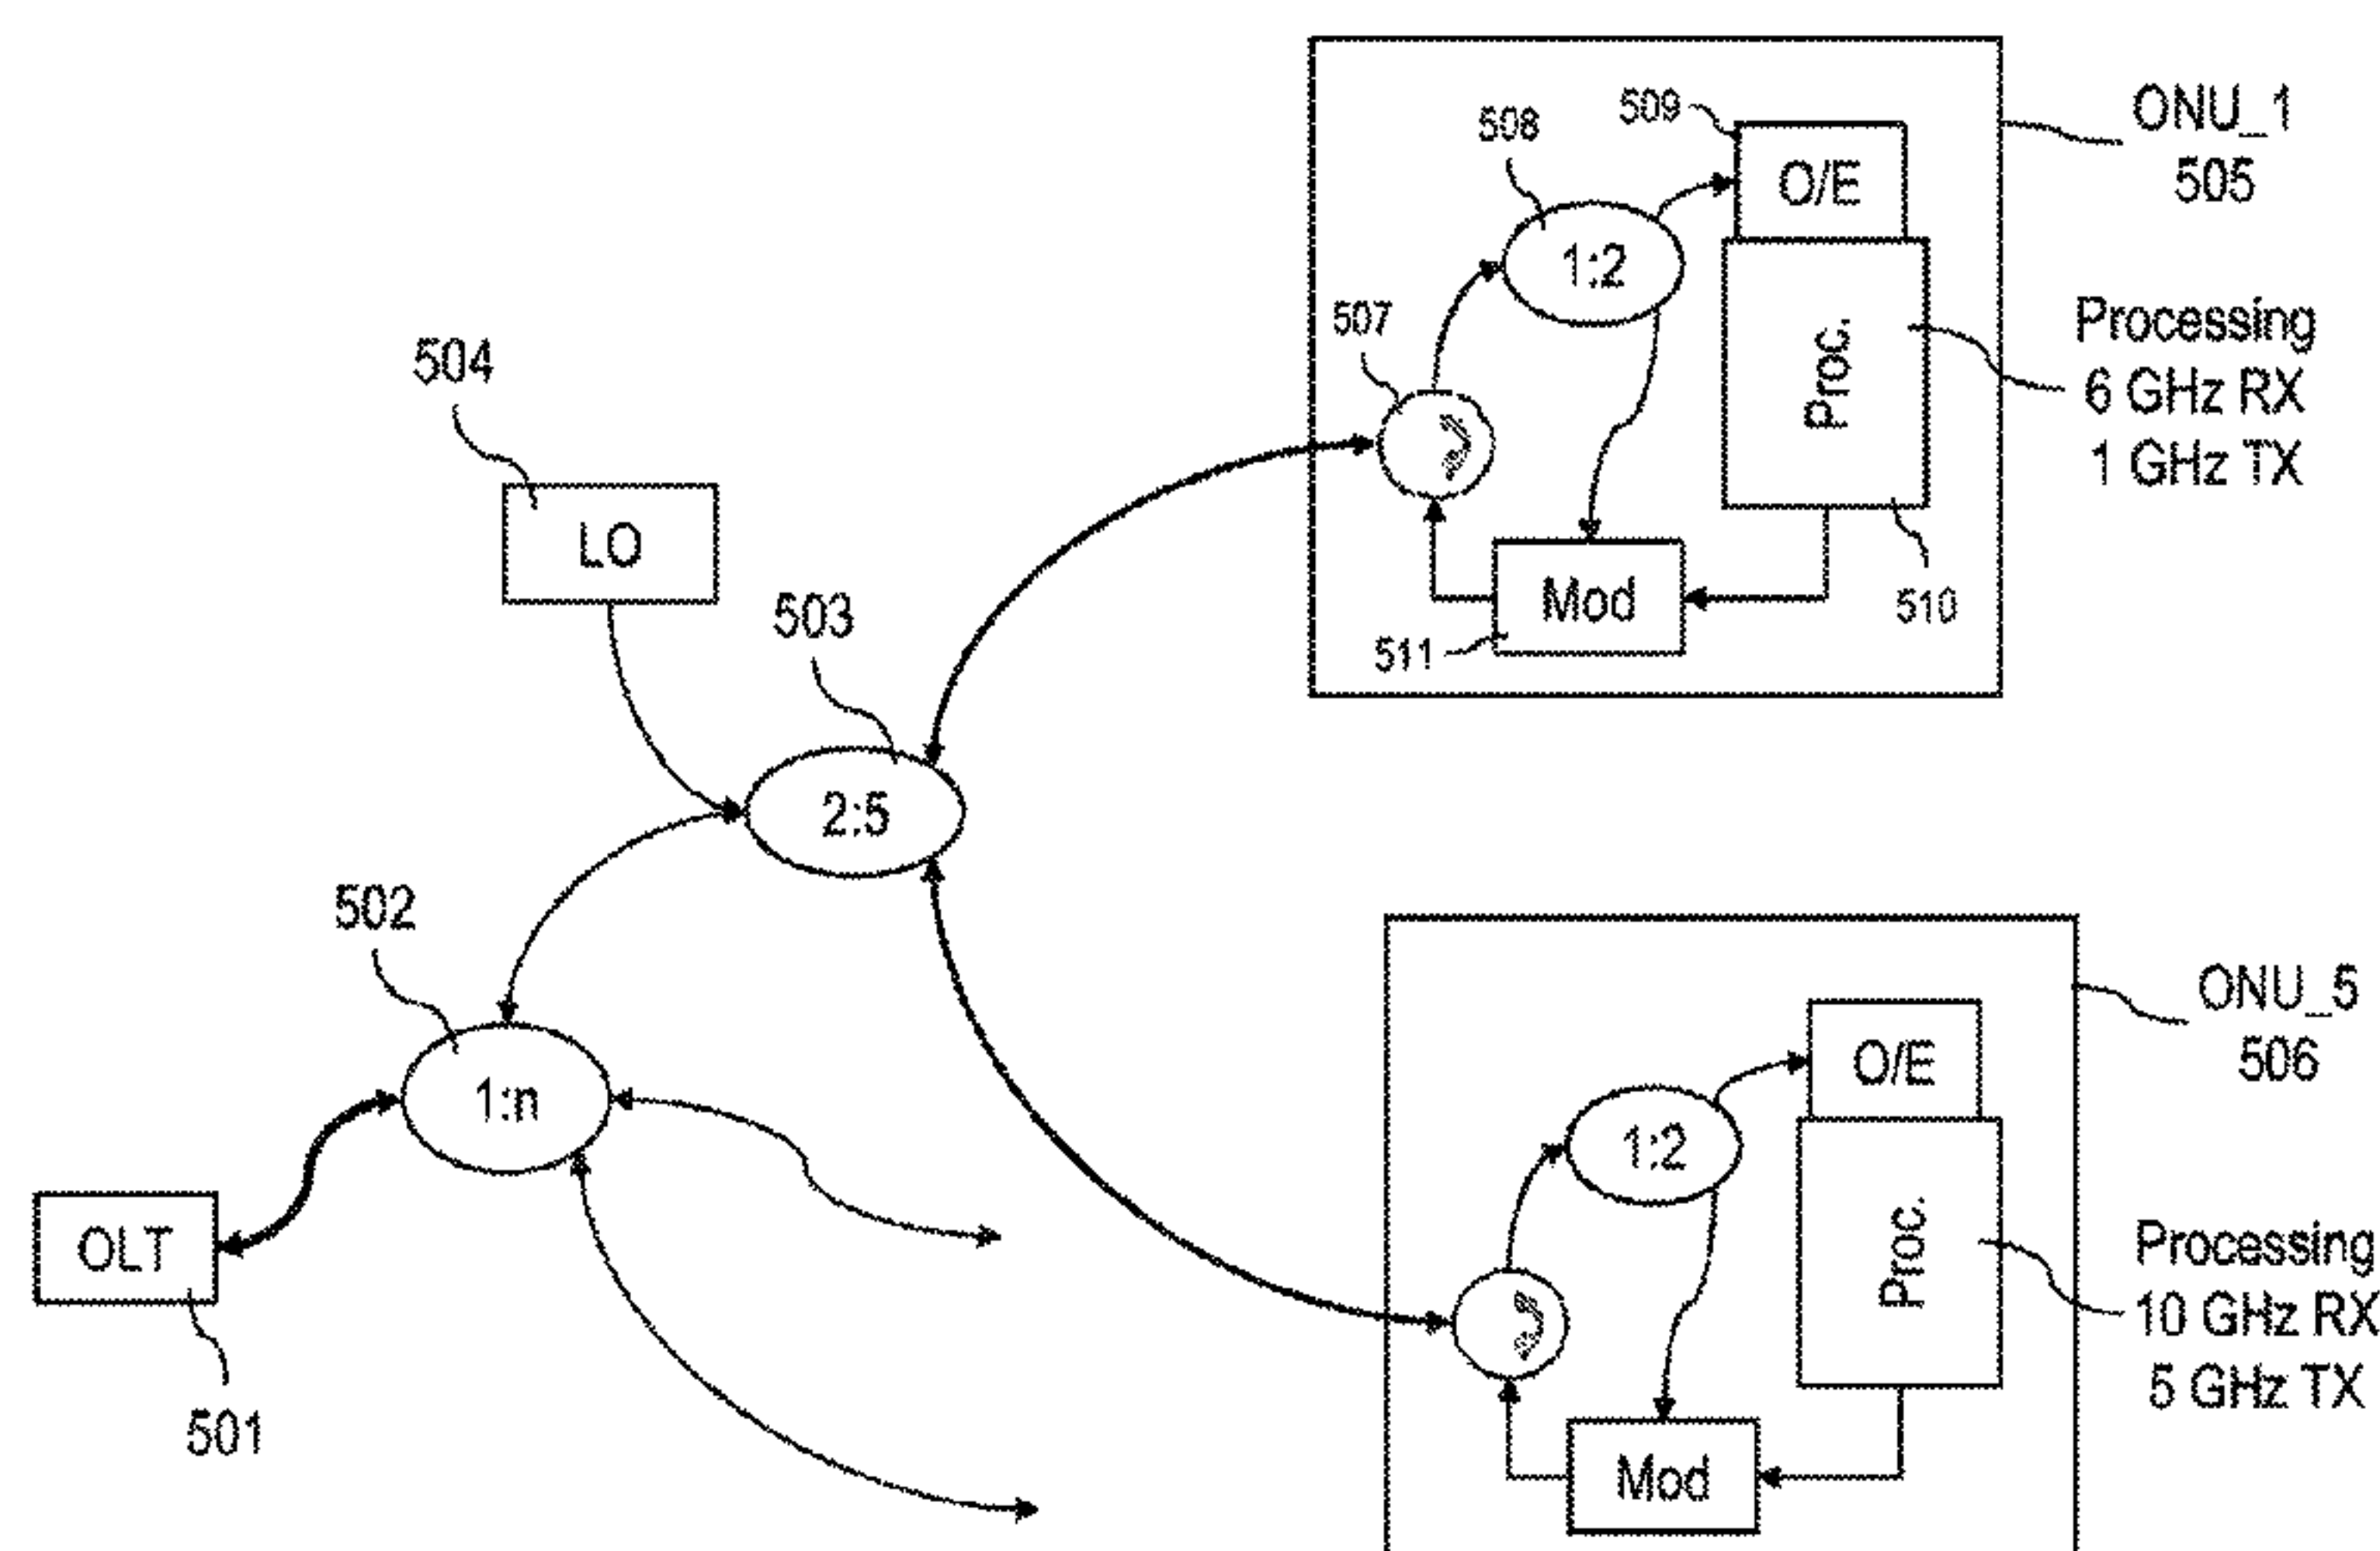 509
508
O/E
ONU_1
505
1:2
507
Proc.
Processing
6 GHz RX
1 GHz TX
504
LO
503
Mod
510
511
2:5
502
1:n
ONU_5
506
O/E
1:2
OLT
Proc.
Processing
10 GHz RX
5 GHz TX
501
Mod